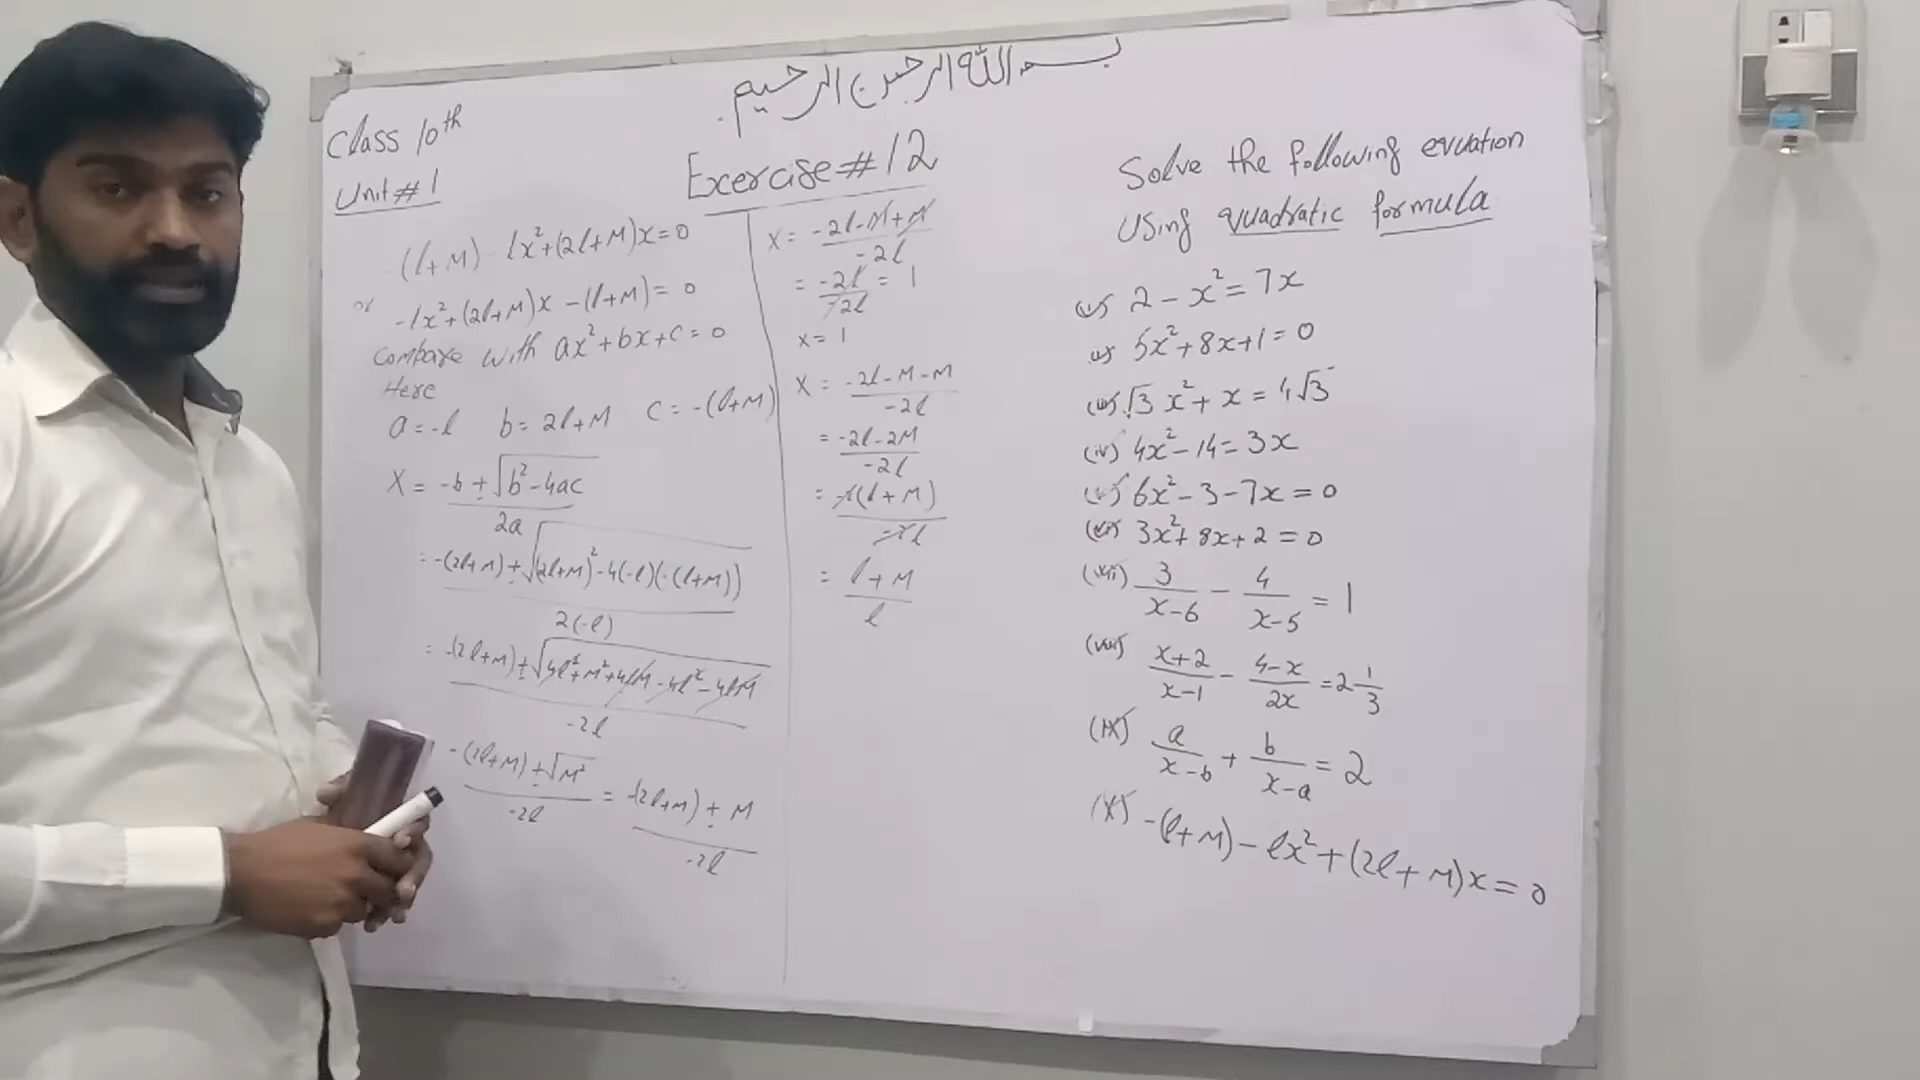 بسم الله الرحمن الرحيم
Class 10th
Unit # 1
Exercise # 12
-(l+M) - lx²+(2l+M)x=0
or -lx²+(2l+M)x-(l+M)=0
Compare with ax²+bx+c=0
Here
a=-l b=2l+M c=-(l+M)
X = -b±√b²-4ac / 2a
= -(2l+M)±√(2l+M)²-4(-l)(-(l+M)) / 2(-l)
= -(2l+M)±√4l²+M²+4lM-4l²-4lM / -2l
-(2l+M)±√M² / -2l = -(2l+M)±M / -2l
X = -2l-M+M / -2l
= -2l / -2l = 1
x=1
X = -2l-M-M / -2l
= -2l-2M / -2l
= -2(l+M) / -2l
= l+M / l
Solve the following equation
Using quadratic formula
(i) 2-x²=7x
(ii) 5x²+8x+1=0
(iii) √3 x²+x=4√3
(iv) 4x²-14=3x
(v) 6x²-3-7x=0
(vi) 3x²+8x+2=0
(vii) 3/x-6 - 4/x-5 = 1
(viii) x+2/x-1 - 4-x/2x = 2 1/3
(ix) a/x-b + b/x-a = 2
(x) -(l+M)-lx²+(2l+M)x=0